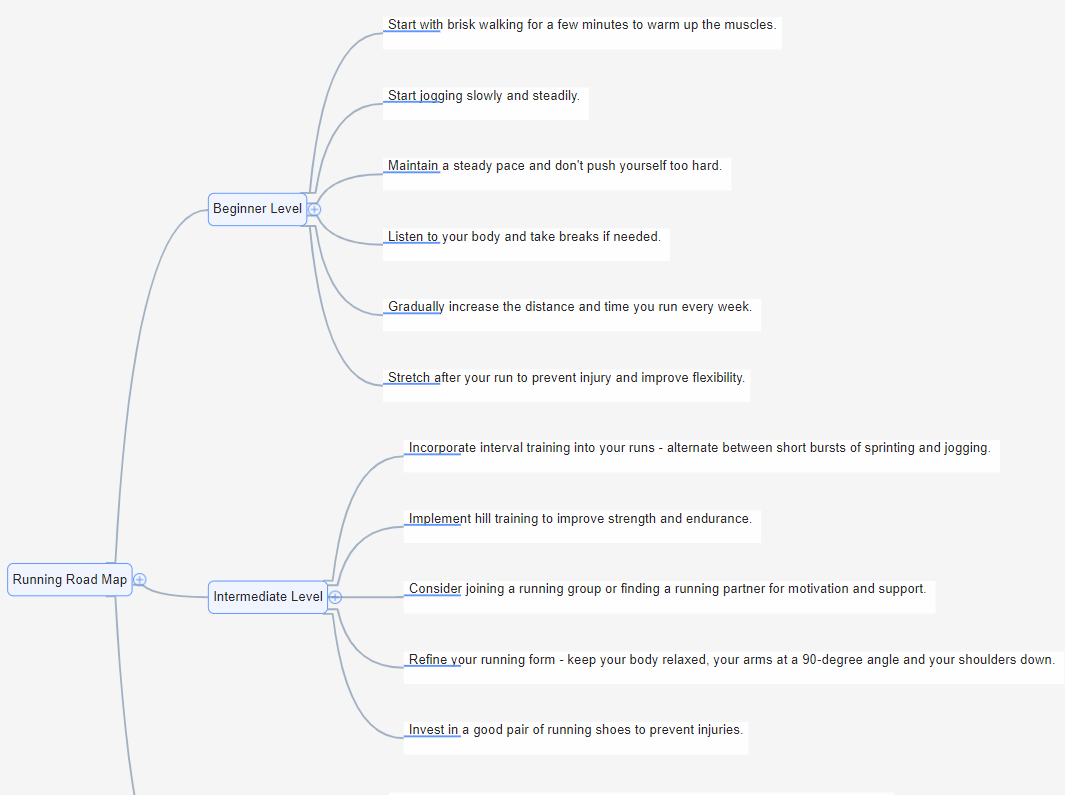 Start with brisk walking for a few minutes to warm up the muscles.
Start jogging slowly and steadily.
Maintain a steady pace and don't push yourself too hard.
Beginner Level
Listen to your body and take breaks if needed.
Gradually increase the distance and time you run every week.
Stretch after your run to prevent injury and improve flexibility.
Incorporate interval training into your runs - alternate between short bursts of sprinting and jogging.
Implement hill training to improve strength and endurance.
Running Road Map
Consider joining a running group or finding a running partner for motivation and support.
Intermediate Level
Refine your running form - keep your body relaxed, your arms at a 90-degree angle and your shoulders down.
Invest in a good pair of running shoes to prevent injuries.